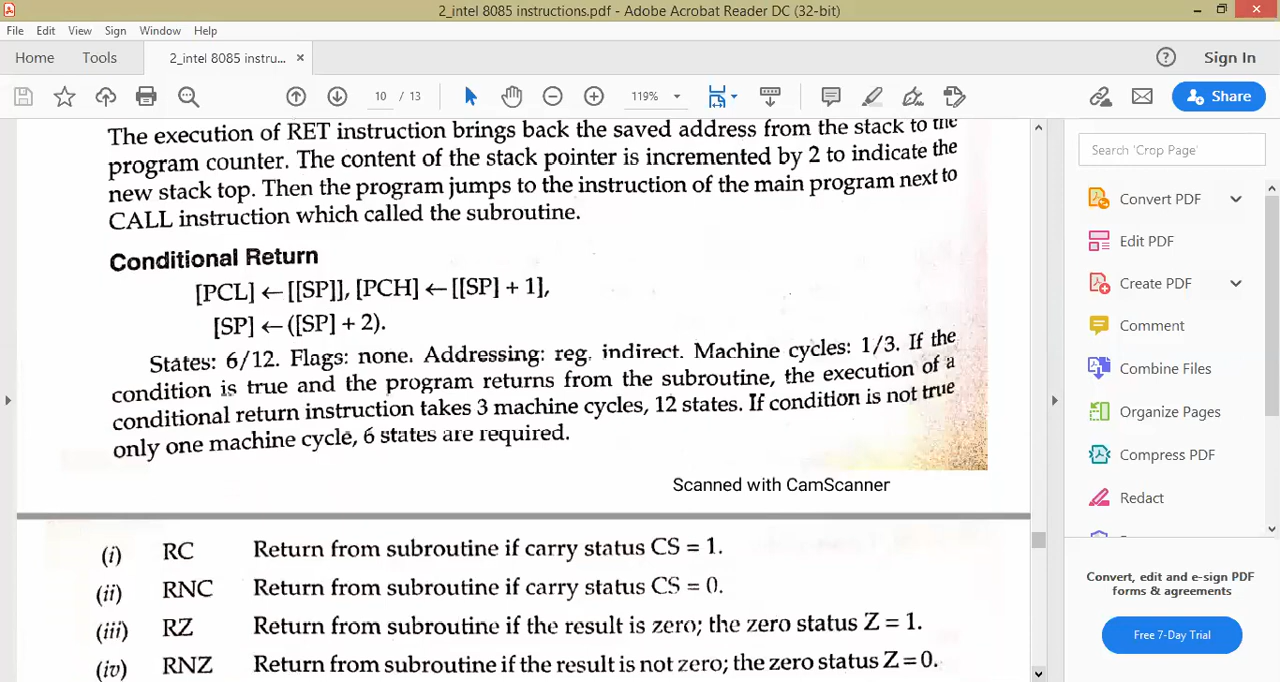 2_intel 8085 instructions.pdf - Adobe Acrobat Reader DC (32-bit)
File Edit View Sign Window Help
Home Tools 2_intel 8085 instru... × Sign In
10 / 13 119% Share
The execution of RET instruction brings back the saved address from the stack to the
program counter. The content of the stack pointer is incremented by 2 to indicate the
new stack top. Then the program jumps to the instruction of the main program next to
CALL instruction which called the subroutine.
Conditional Return
[PCL] ← [[SP]], [PCH] ← [[SP] + 1],
[SP] ← ([SP] + 2).
States: 6/12. Flags: none. Addressing: reg. indirect. Machine cycles: 1/3. If the
condition is true and the program returns from the subroutine, the execution of a
conditional return instruction takes 3 machine cycles, 12 states. If condition is not true
only one machine cycle, 6 states are required.
Scanned with CamScanner
(i) RC Return from subroutine if carry status CS = 1.
(ii) RNC Return from subroutine if carry status CS = 0.
(iii) RZ Return from subroutine if the result is zero; the zero status Z = 1.
(iv) RNZ Return from subroutine if the result is not zero; the zero status Z = 0.
Search 'Crop Page'
Convert PDF
Edit PDF
Create PDF
Comment
Combine Files
Organize Pages
Compress PDF
Redact
Convert, edit and e-sign PDF
forms & agreements
Free 7-Day Trial